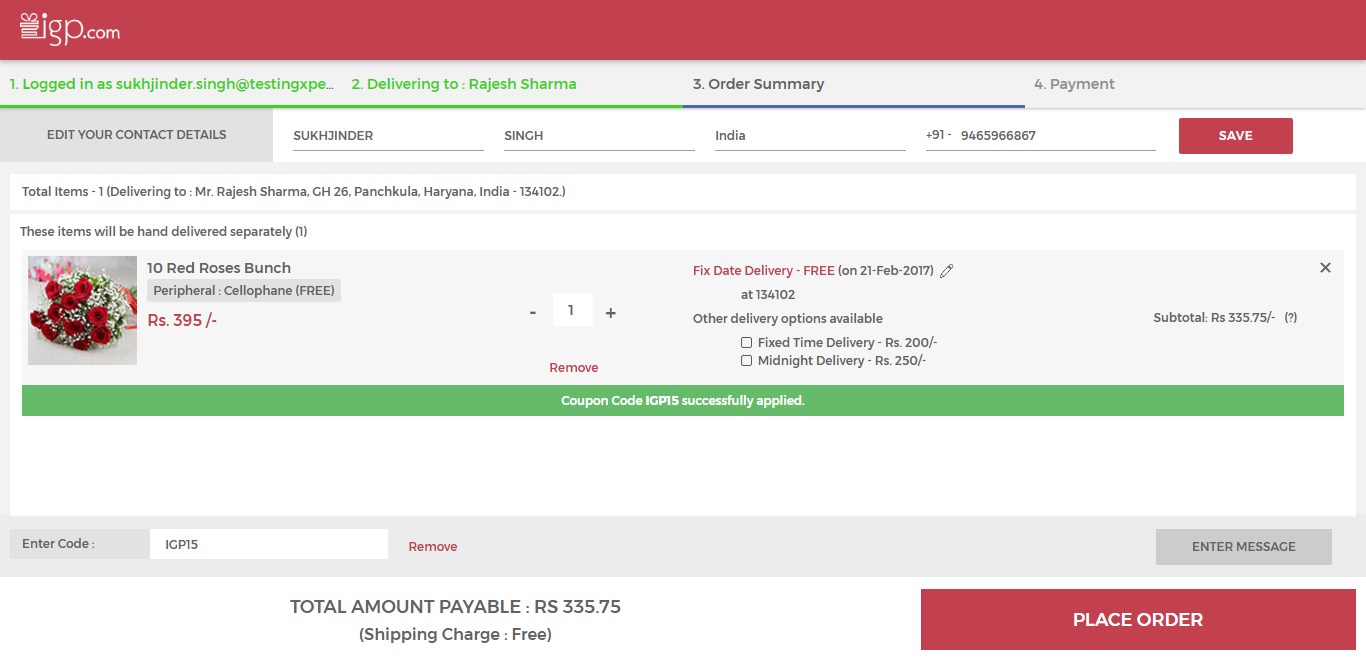 igp.com
1. Logged in as sukhjinder.singh@testingxpe... 2. Delivering to : Rajesh Sharma 3. Order Summary 4. Payment
EDIT YOUR CONTACT DETAILS SUKHJINDER SINGH India +91 - 9465966867 SAVE
Total Items - 1 (Delivering to : Mr. Rajesh Sharma, GH 26, Panchkula, Haryana, India - 134102.)
These items will be hand delivered separately (1)
10 Red Roses Bunch
Peripheral : Cellophane (FREE)
Rs. 395 /-
- 1 +
Remove
Fix Date Delivery - FREE (on 21-Feb-2017)
at 134102
Other delivery options available
Fixed Time Delivery - Rs. 200/-
Midnight Delivery - Rs. 250/-
Subtotal: Rs 335.75/- (?)
Coupon Code IGP15 successfully applied.
Enter Code : IGP15 Remove ENTER MESSAGE
TOTAL AMOUNT PAYABLE : RS 335.75
(Shipping Charge : Free)
PLACE ORDER